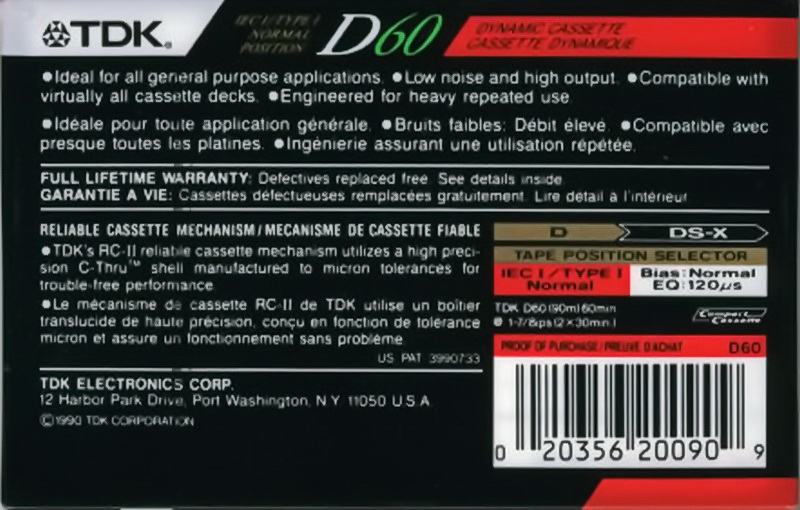 TDK.
IEC I/TYPE I
NORMAL
POSITION
D60
DYNAMIC CASSETTE
CASSETTE DYNAMIQUE
●Ideal for all general purpose applications. ●Low noise and high output. ●Compatible with
virtually all cassette decks. ●Engineered for heavy repeated use.
●Idéale pour toute application générale. ●Bruits faibles: Débit élevé. ●Compatible avec
presque toutes les platines. ●Ingénierie assurant une utilisation répétée.
FULL LIFETIME WARRANTY: Defectives replaced free. See details inside.
GARANTIE A VIE: Cassettes défectueuses remplacées gratuitement. Lire détail à l'intérieur.
RELIABLE CASSETTE MECHANISM/MECANISME DE CASSETTE FIABLE
●TDK's RC-II reliable cassette mechanism utilizes a high preci-
sion C-Thru™ shell manufactured to micron tolerances for
trouble-free performance.
●Le mécanisme de cassette RC-II de TDK utilise un boîtier
translucide de haute précision, conçu en fonction de tolérance
micron et assure un fonctionnement sans problème.
US PAT 3990733
TDK ELECTRONICS CORP.
12 Harbor Park Drive, Port Washington, N.Y. 11050 U.S.A.
©1990 TDK CORPORATION
D DS-X
TAPE POSITION SELECTOR
IEC I/TYPE I
Normal
Bias:Normal
EQ:120μs
TDK D60(90m)60min.
@ 1-7/8ips(2×30min.)
Compact
Cassette
PROOF OF PURCHASE/PREUVE D'ACHAT D60
0 20356 20090 9